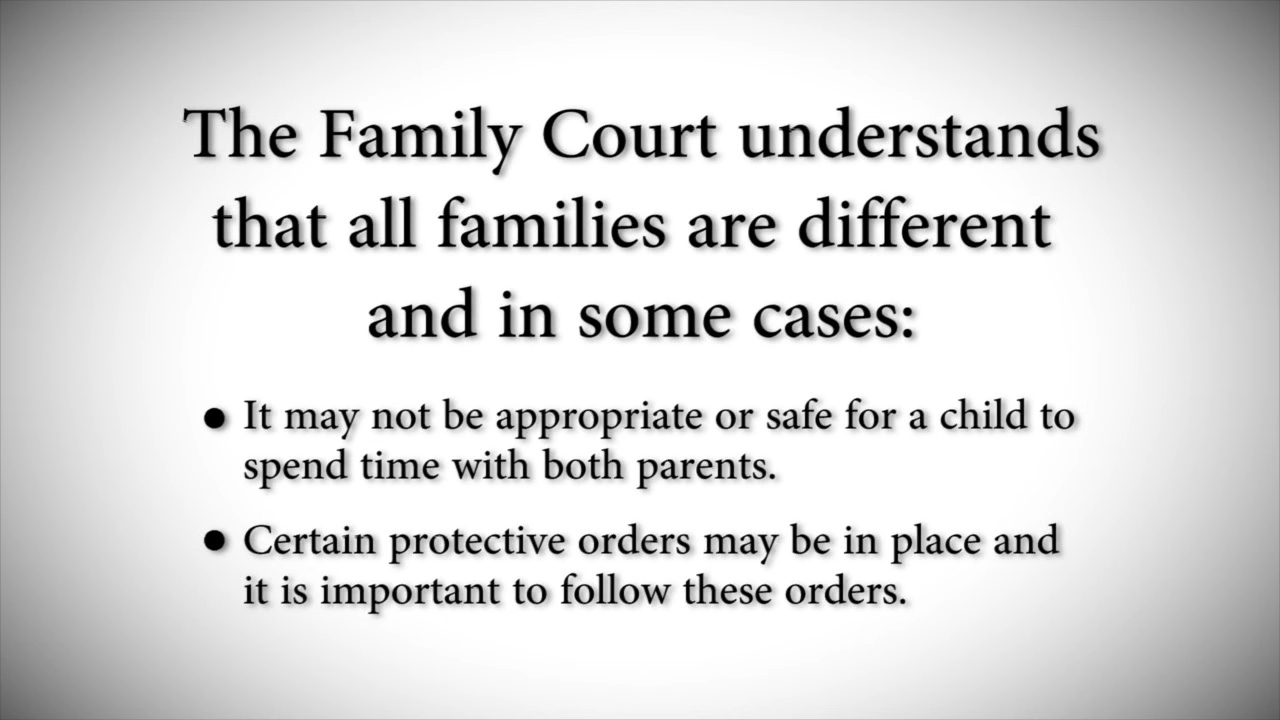 The Family Court understands
that all families are different
and in some cases:
• It may not be appropriate or safe for a child to
spend time with both parents.
• Certain protective orders may be in place and
it is important to follow these orders.